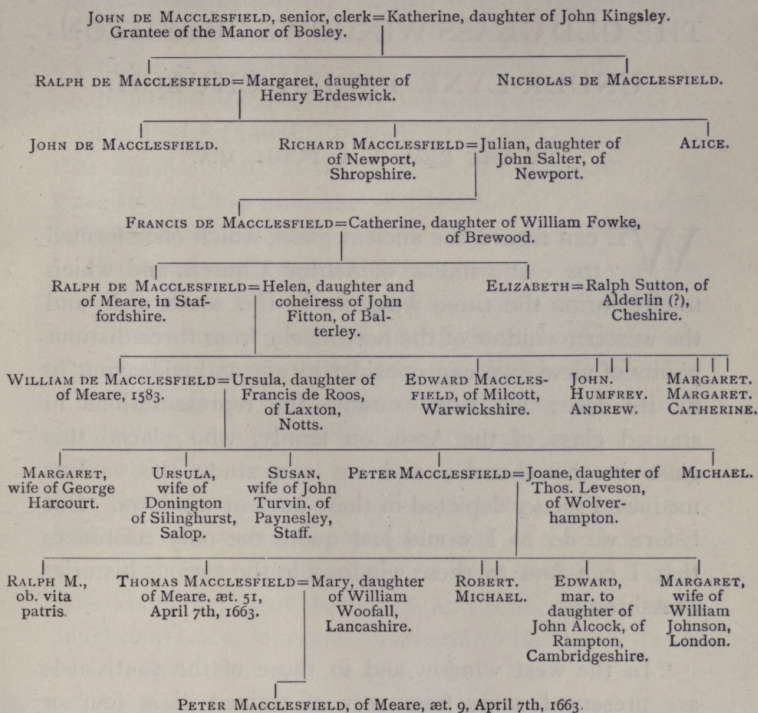 JOHN DE MACCLESFIELD, senior, clerk=Katherine, daughter of John Kingsley.
Grantee of the Manor of Bosley.
RALPH DE MACCLESFIELD=Margaret, daughter of
Henry Erdeswick.
NICHOLAS DE MACCLESFIELD.
JOHN DE MACCLESFIELD.
RICHARD MACCLESFIELD=Julian, daughter of
of Newport,
Shropshire.
John Salter, of
Newport.
ALICE.
FRANCIS DE MACCLESFIELD=Catherine, daughter of William Fowke,
of Brewood.
RALPH DE MACCLESFIELD=Helen, daughter and
of Meare, in Staf-
fordshire.
coheiress of John
Fitton, of Bal-
terley.
ELIZABETH=Ralph Sutton, of
Alderlin (?),
Cheshire.
WILLIAM DE MACCLESFIELD=Ursula, daughter of
of Meare, 1583.
Francis de Roos,
of Laxton,
Notts.
EDWARD MACCLES-
FIELD, of Milcott,
Warwickshire.
JOHN.
HUMFREY.
ANDREW.
MARGARET.
MARGARET.
CATHERINE.
MARGARET,
wife of George
Harcourt.
URSULA,
wife of
Donington
of Silinghurst,
Salop.
SUSAN,
wife of John
Turvin, of
Paynesley,
Staff.
PETER MACCLESFIELD=Joane, daughter of
Thos. Leveson,
of Wolver-
hampton.
MICHAEL.
RALPH M.,
ob. vita
patris.
THOMAS MACCLESFIELD=Mary, daughter
of Meare, æt. 51,
April 7th, 1663.
of William
Woofall,
Lancashire.
ROBERT.
MICHAEL.
EDWARD,
mar. to
daughter of
John Alcock, of
Rampton,
Cambridgeshire.
MARGARET,
wife of
William
Johnson,
London.
PETER MACCLESFIELD, of Meare, æt. 9, April 7th, 1663.